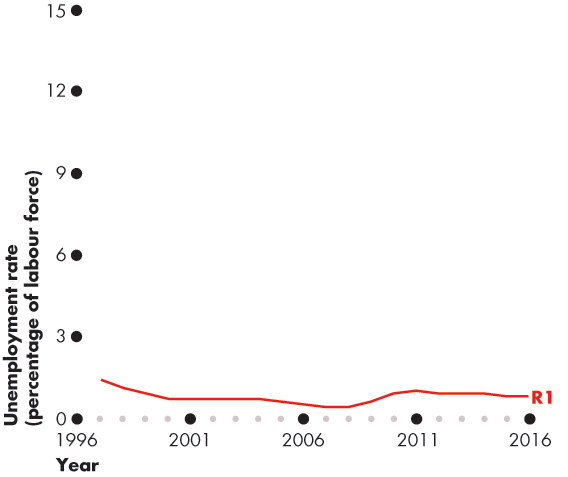 15
12
9
6
3
0
Unemployment rate
(percentage of labour force)
R1
1996 2001 2006 2011 2016
Year